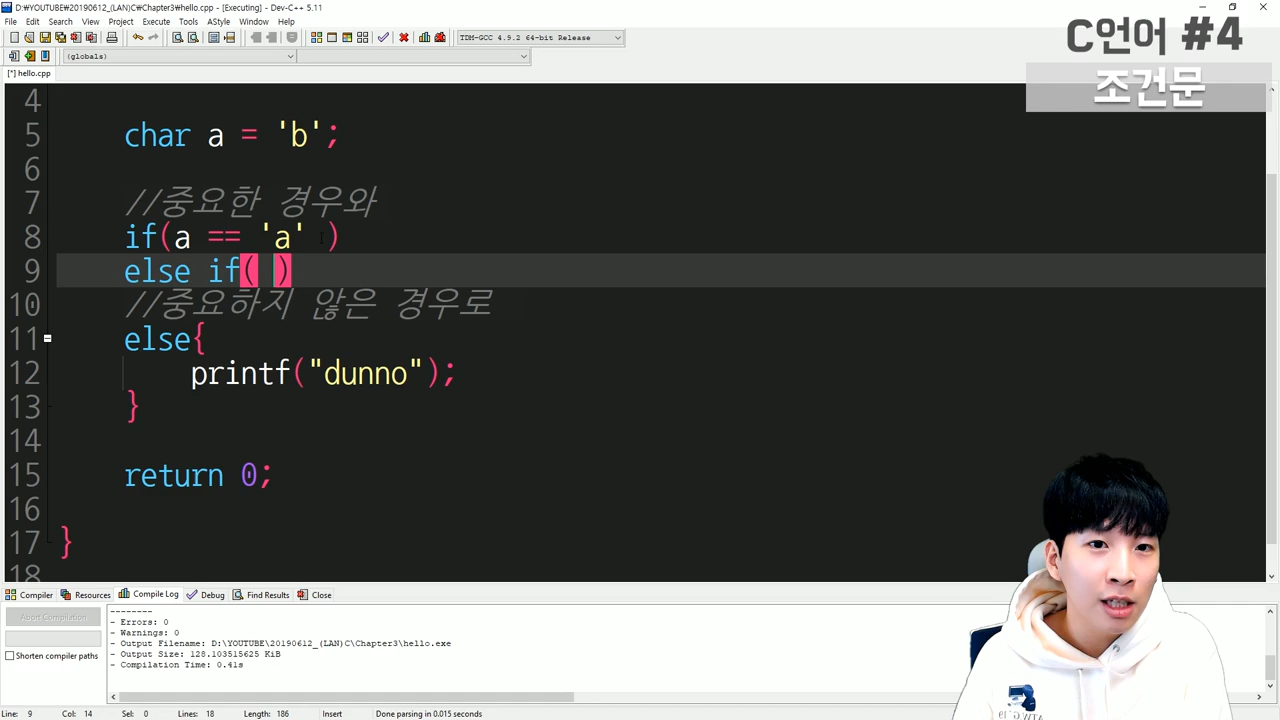 D:₩YOUTUBE₩20190612_(LAN)C₩Chapter3₩hello.cpp - [Executing] - Dev-C++ 5.11
File Edit Search View Project Execute Tools AStyle Window Help
TDM-GCC 4.9.2 64-bit Release
(globals)
[*] hello.cpp
C언어 #4
조건문
4
5 char a = 'b';
6
7 //중요한 경우와
8 if(a == 'a' )
9 else if( )
10 //중요하지 않은 경우로
11 else{
12 printf("dunno");
13 }
14
15 return 0;
16
17 }
18
Compiler Resources Compile Log Debug Find Results Close
Abort Compilation
Shorten compiler paths
--------
- Errors: 0
- Warnings: 0
- Output Filename: D:\YOUTUBE\20190612_(LAN)C\Chapter3\hello.exe
- Output Size: 128.103515625 KiB
- Compilation Time: 0.41s
Line: 9 Col: 14 Sel: 0 Lines: 18 Length: 186 Insert Done parsing in 0.015 seconds